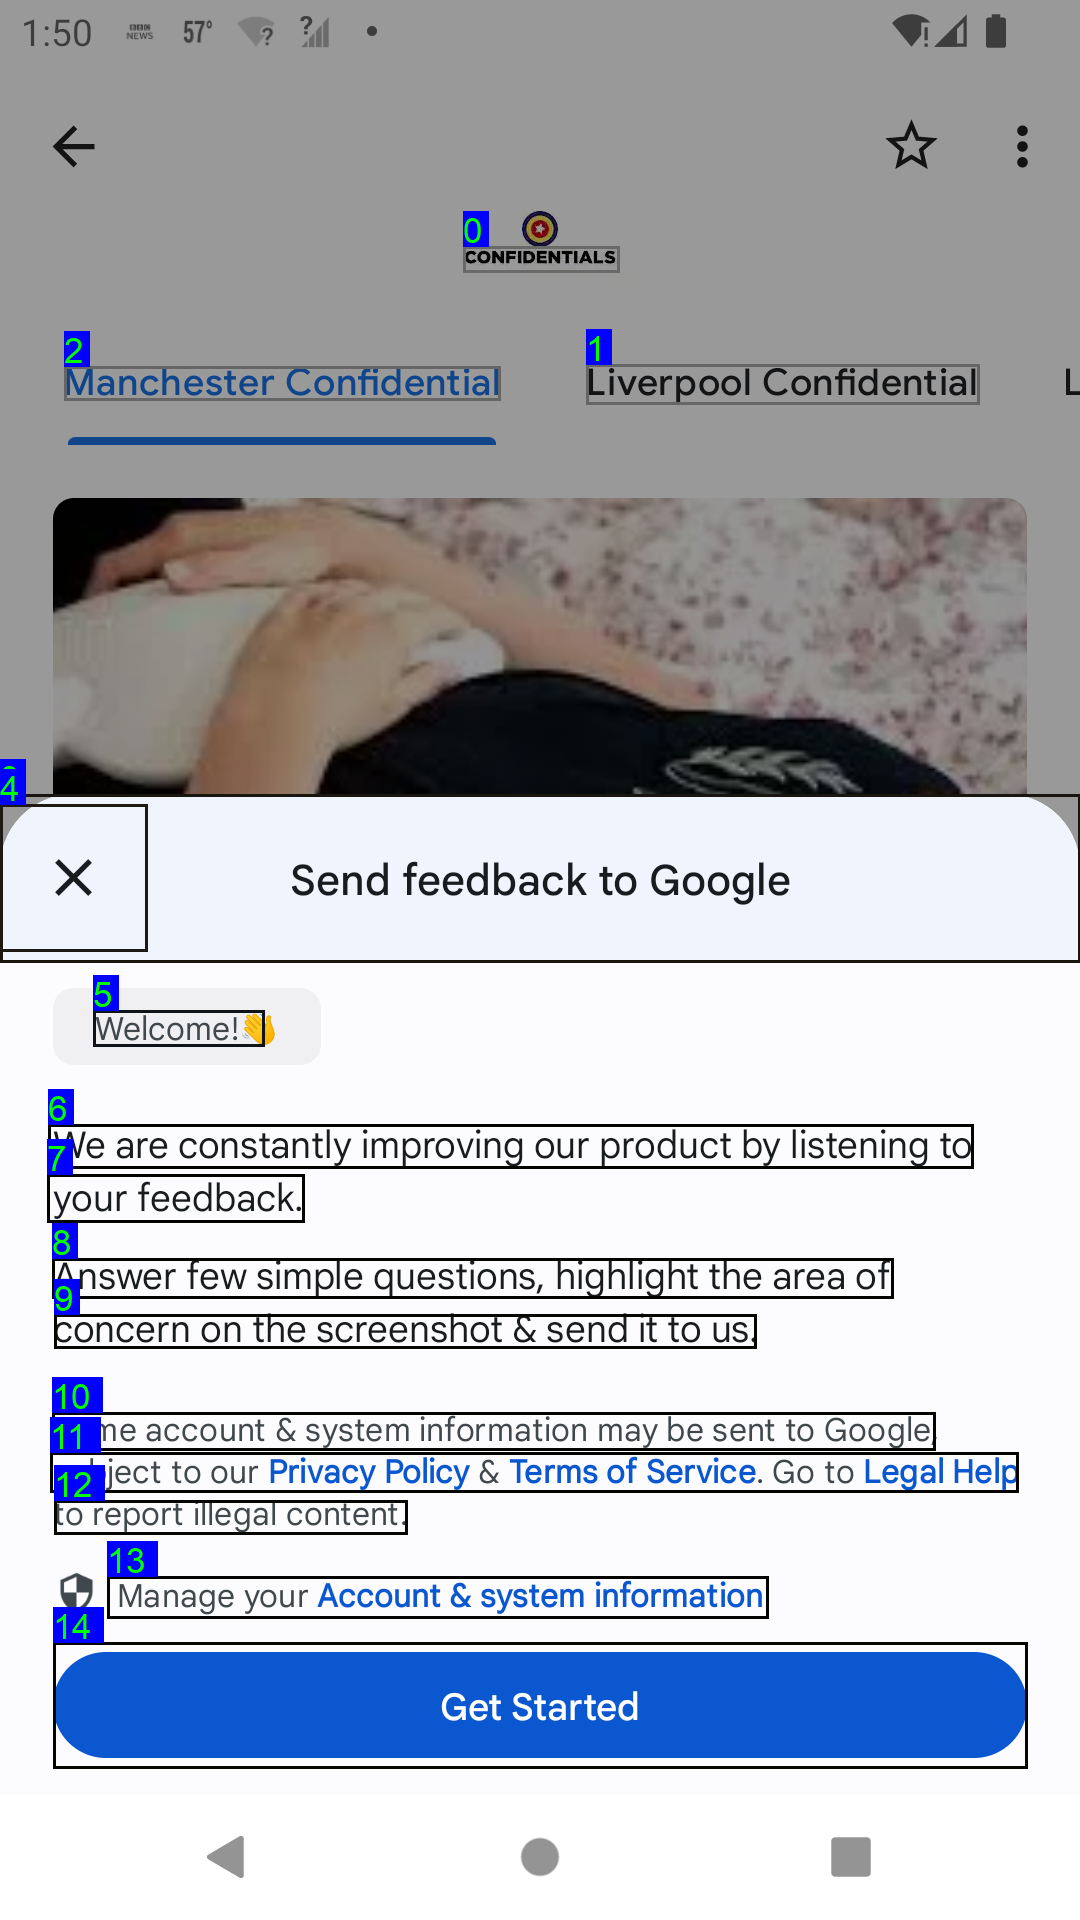 1:50 BBC NEWS 57°
0
CONFIDENTIALS
2 1
Manchester Confidential Liverpool Confidential L
4
Send feedback to Google
5
Welcome!👋
6
We are constantly improving our product by listening to
7
your feedback.
8
Answer few simple questions, highlight the area of
9
concern on the screenshot & send it to us.
10
me account & system information may be sent to Google,
11
ject to our Privacy Policy & Terms of Service. Go to Legal Help
12
to report illegal content.
13
Manage your Account & system information
14
Get Started